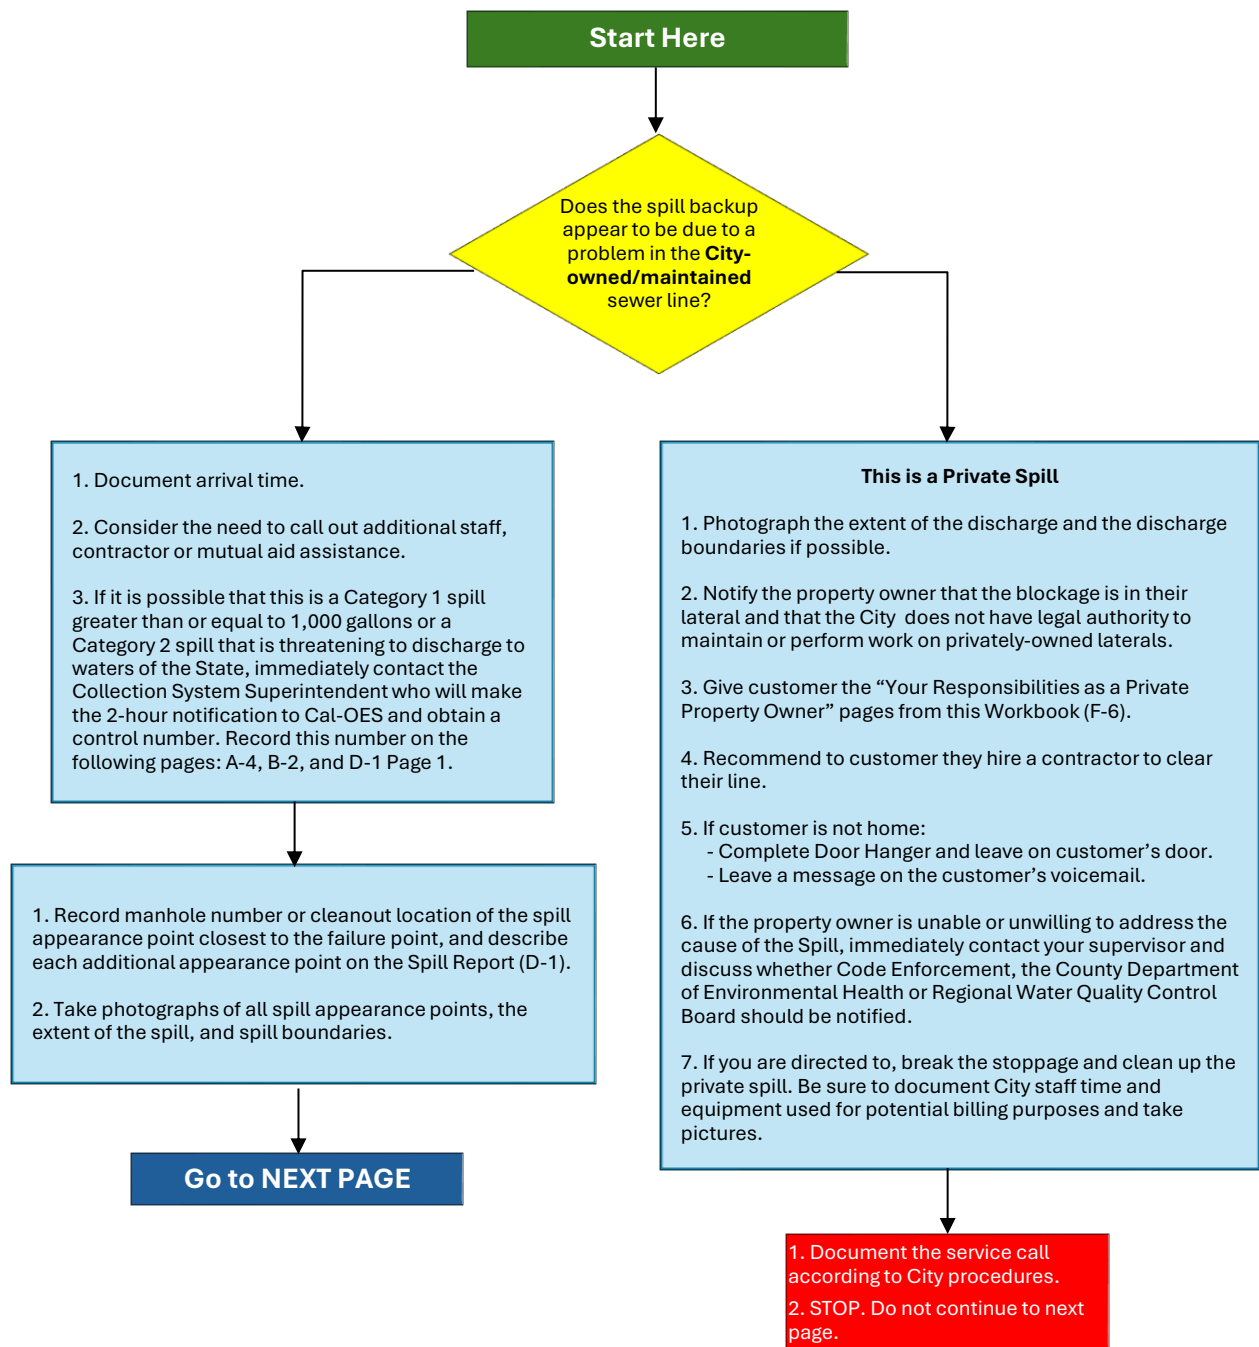 Start Here
Does the spill backup
appear to be due to a
problem in the City-
owned/maintained
sewer line?
1. Document arrival time.
2. Consider the need to call out additional staff,
contractor or mutual aid assistance.
3. If it is possible that this is a Category 1 spill
greater than or equal to 1,000 gallons or a
Category 2 spill that is threatening to discharge to
waters of the State, immediately contact the
Collection System Superintendent who will make
the 2-hour notification to Cal-OES and obtain a
control number. Record this number on the
following pages: A-4, B-2, and D-1 Page 1.
1. Record manhole number or cleanout location of the spill
appearance point closest to the failure point, and describe
each additional appearance point on the Spill Report (D-1).
2. Take photographs of all spill appearance points, the
extent of the spill, and spill boundaries.
Go to NEXT PAGE
This is a Private Spill
1. Photograph the extent of the discharge and the discharge
boundaries if possible.
2. Notify the property owner that the blockage is in their
lateral and that the City does not have legal authority to
maintain or perform work on privately-owned laterals.
3. Give customer the “Your Responsibilities as a Private
Property Owner” pages from this Workbook (F-6).
4. Recommend to customer they hire a contractor to clear
their line.
5. If customer is not home:
- Complete Door Hanger and leave on customer’s door.
- Leave a message on the customer’s voicemail.
6. If the property owner is unable or unwilling to address the
cause of the Spill, immediately contact your supervisor and
discuss whether Code Enforcement, the County Department
of Environmental Health or Regional Water Quality Control
Board should be notified.
7. If you are directed to, break the stoppage and clean up the
private spill. Be sure to document City staff time and
equipment used for potential billing purposes and take
pictures.
1. Document the service call
according to City procedures.
2. STOP. Do not continue to next
page.